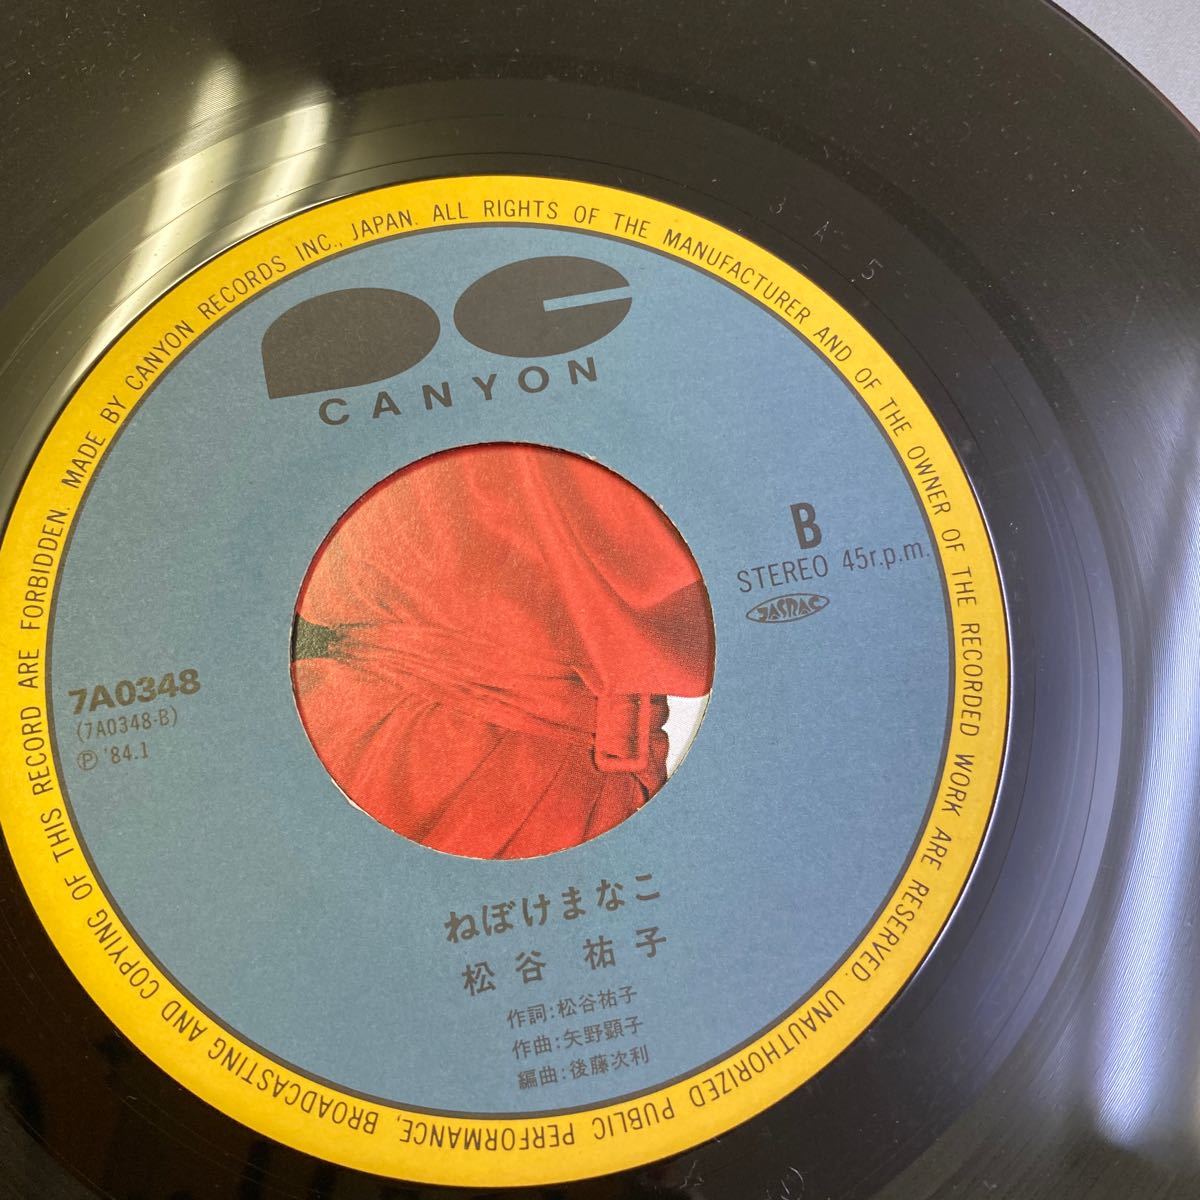 MADE BY CANYON RECORDS INC., JAPAN. ALL RIGHTS OF THE MANUFACTURER AND OF THE OWNER OF THE RECORDED WORK ARE RESERVED. UNAUTHORIZED PUBLIC PERFORMANCE, BROADCASTING AND COPYING OF THIS RECORD ARE FORBIDDEN.
CANYON
B
STEREO 45r.p.m.
JASRAC
7A0348
(7A0348-B)
Ⓟ '84.1
ねぼけまなこ
松谷 祐子
作詞:松谷祐子
作曲:矢野顕子
編曲:後藤次利
3 A - 5